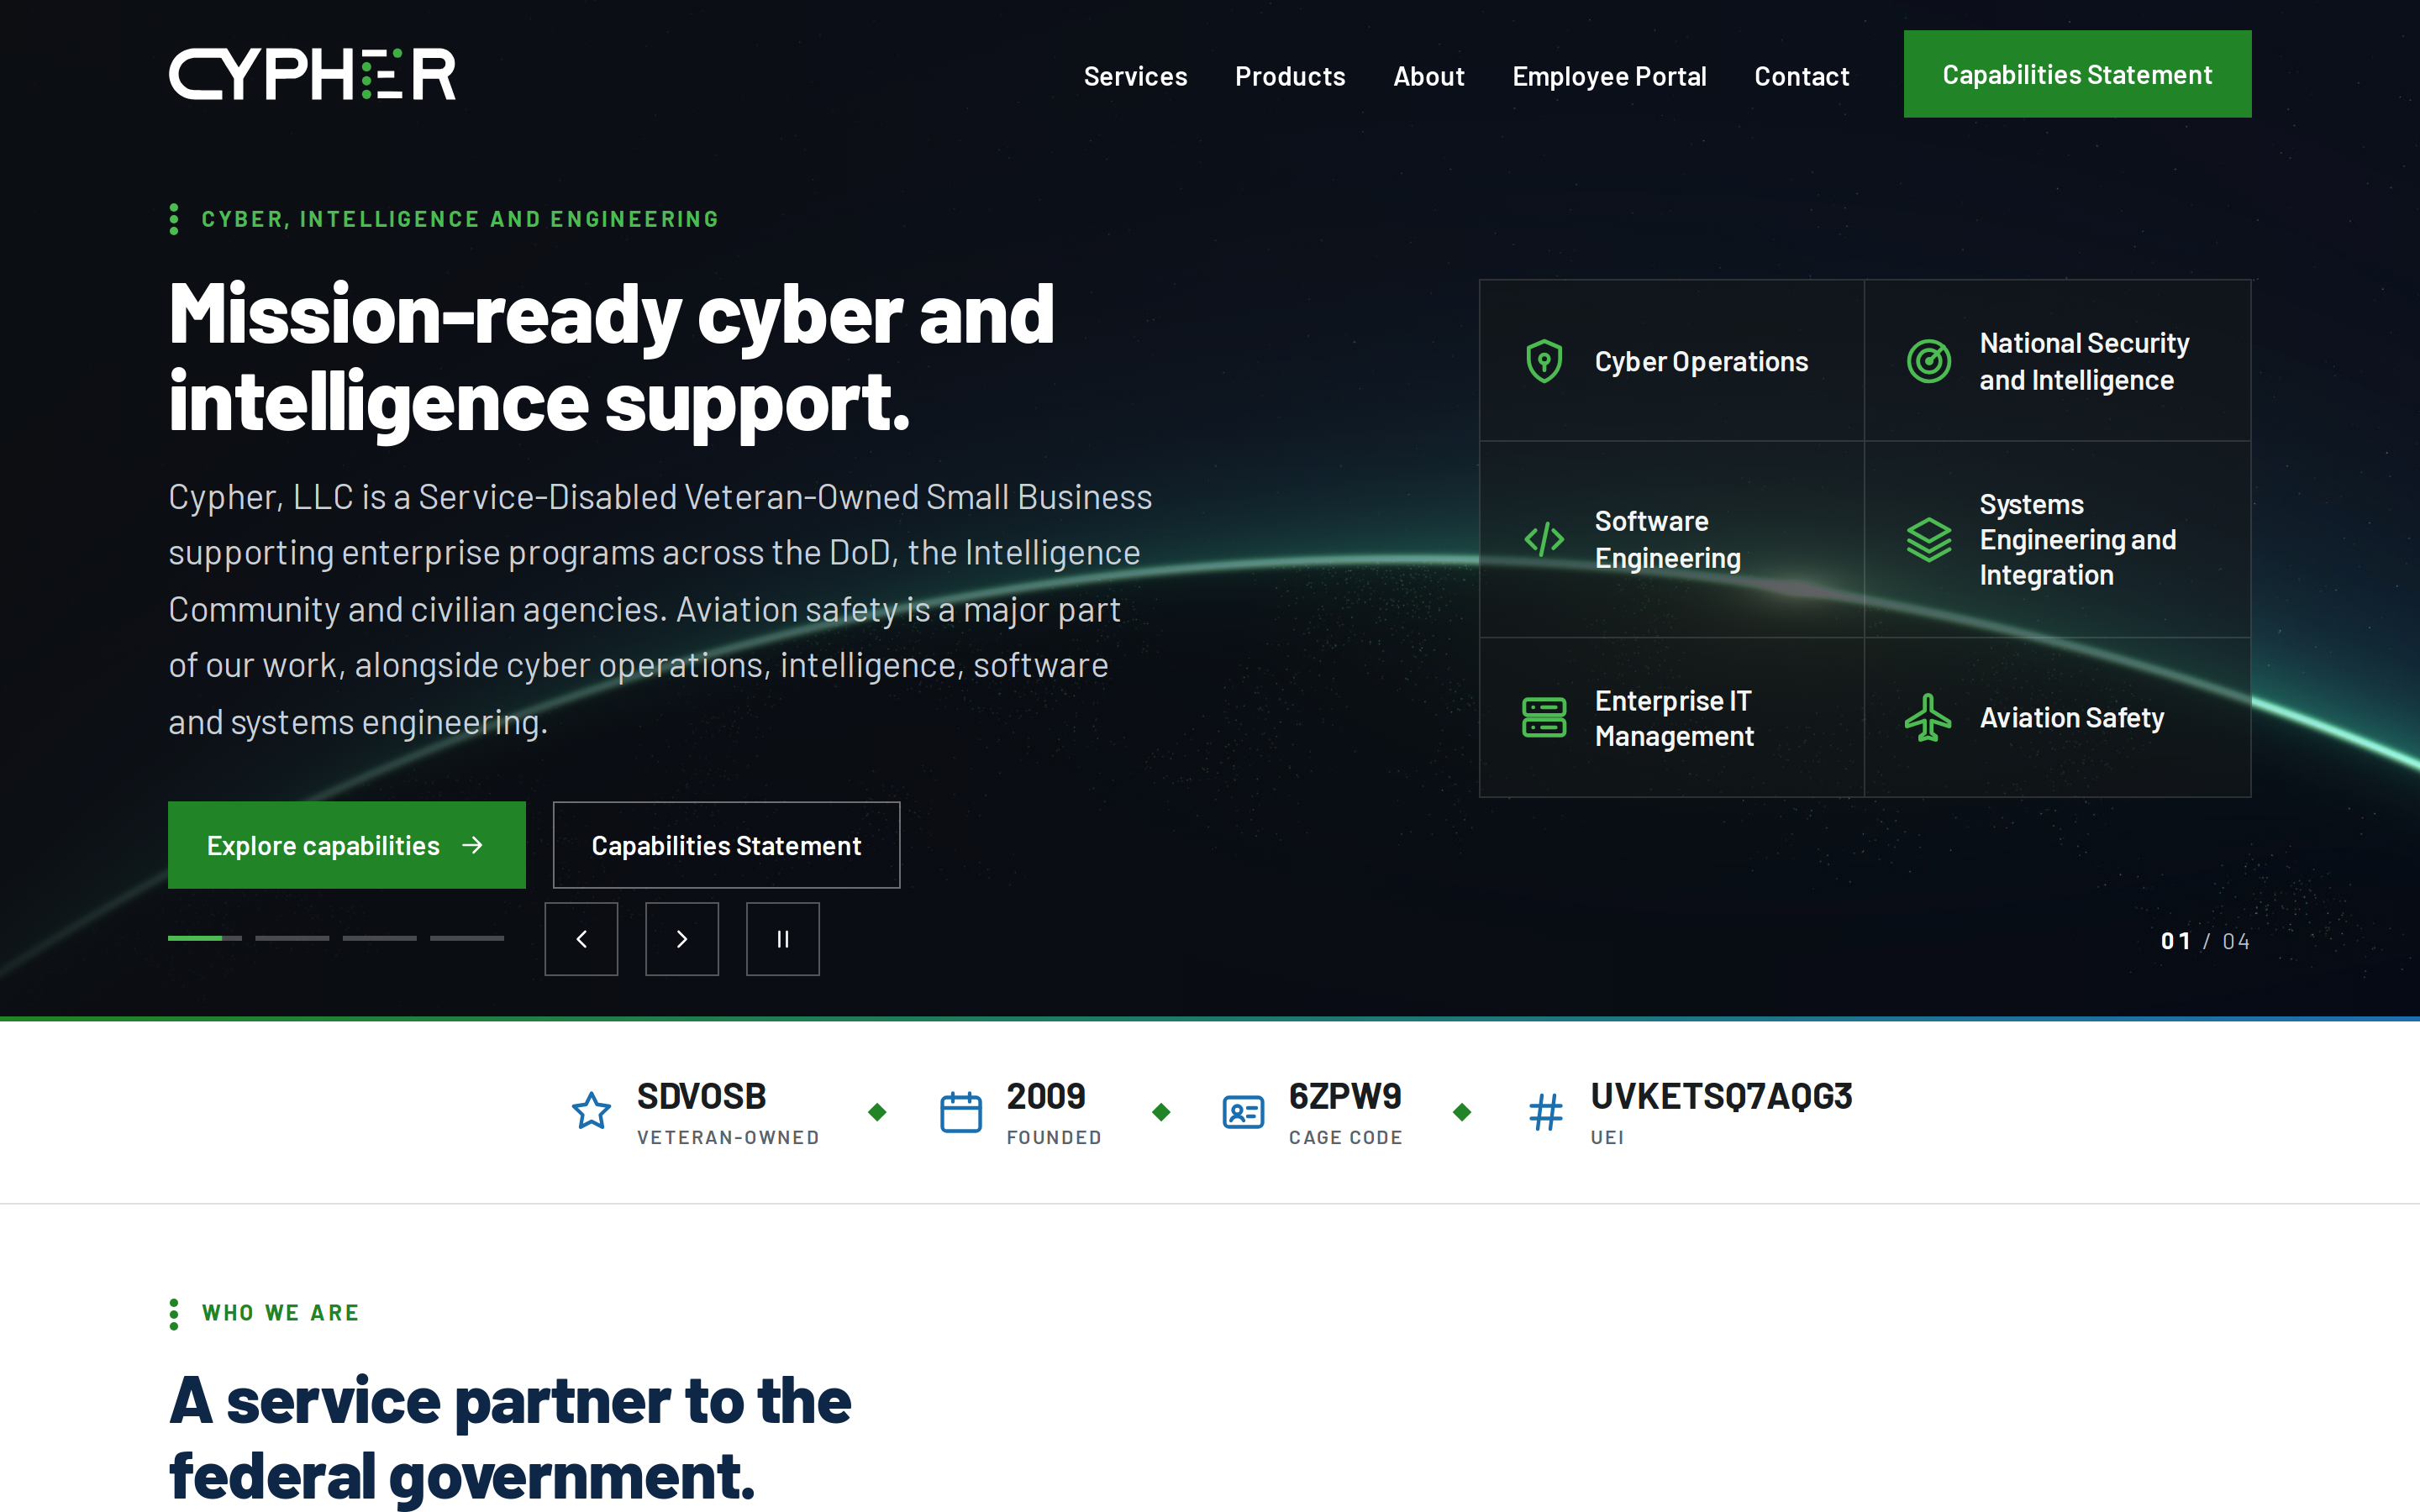 CYPHER
Services Products About Employee Portal Contact Capabilities Statement
CYBER, INTELLIGENCE AND ENGINEERING
Mission-ready cyber and
intelligence support.
Cypher, LLC is a Service-Disabled Veteran-Owned Small Business
supporting enterprise programs across the DoD, the Intelligence
Community and civilian agencies. Aviation safety is a major part
of our work, alongside cyber operations, intelligence, software
and systems engineering.
Explore capabilities Capabilities Statement
Cyber Operations
National Security
and Intelligence
Software
Engineering
Systems
Engineering and
Integration
Enterprise IT
Management
Aviation Safety
01 / 04
SDVOSB
VETERAN-OWNED
2009
FOUNDED
6ZPW9
CAGE CODE
UVKETSQ7AQG3
UEI
WHO WE ARE
A service partner to the
federal government.